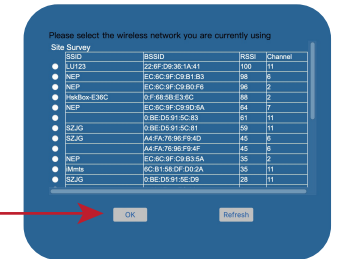 Please select the wireless network you are currently using
Site Survey
SSID BSSID RSSI Channel
LU123 22:6F:D9:36:1A:41 100 11
NEP EC:6C:9F:C9:B1:B3 98 6
NEP EC:6C:9F:C9:B0:F6 96 2
HskBox-E36C 0:F:68:5B:E3:6C 88 2
NEP EC:6C:9F:C9:9D:6A 64 7
0:BE:D5:91:5C:83 61 11
SZJG 0:BE:D5:91:5C:81 59 11
SZJG A4:FA:76:96:F9:4D 45 6
A4:FA:76:96:F9:4F 45 6
NEP EC:6C:9F:C9:B3:5A 35 2
iMmts 6C:B1:58:DF:D0:2A 35 11
SZJG 0:BE:D5:91:5E:D9 28 11
OK Refresh